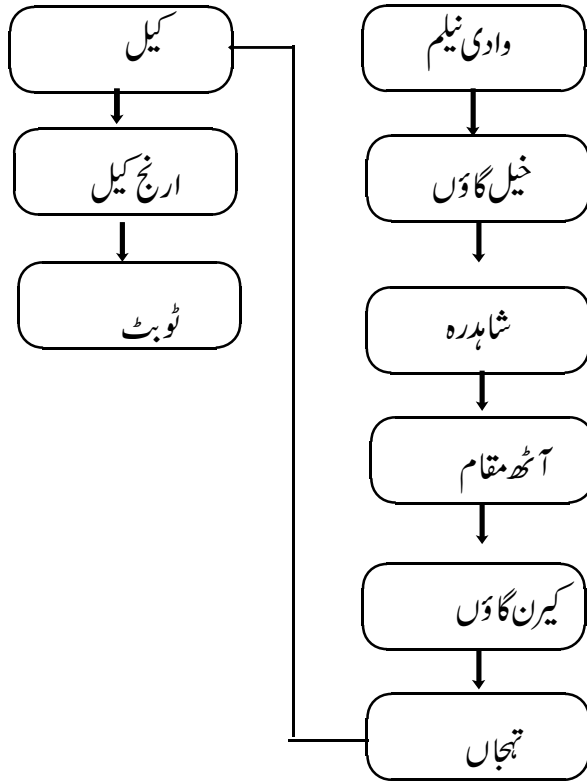 وادی نیلم
خیل گاؤں
شاہدرہ
آٹھ مقام
کیرن گاؤں
تہجاں
کیل
ارنج کیل
ٹوبٹ